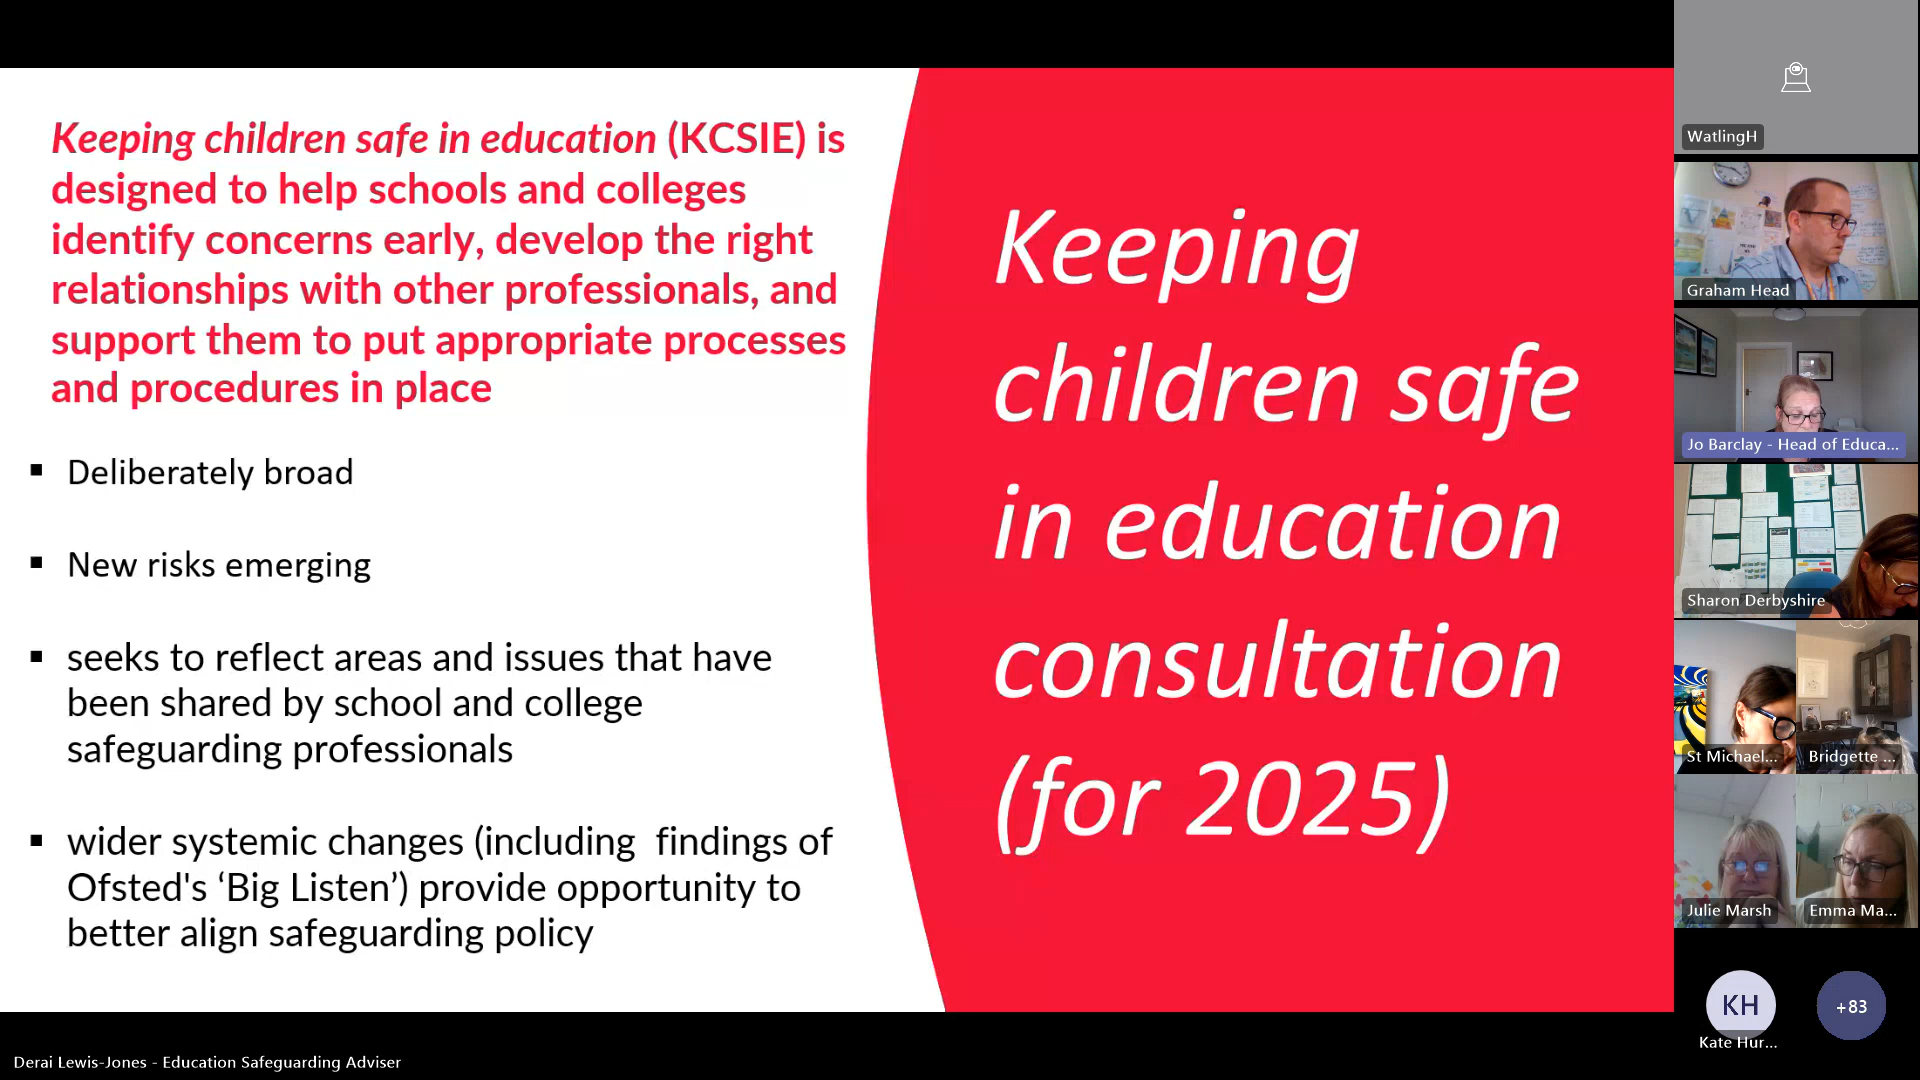 Keeping children safe in education (KCSIE) is
designed to help schools and colleges
identify concerns early, develop the right
relationships with other professionals, and
support them to put appropriate processes
and procedures in place
▪ Deliberately broad
▪ New risks emerging
▪ seeks to reflect areas and issues that have
been shared by school and college
safeguarding professionals
▪ wider systemic changes (including  findings of
Ofsted's ‘Big Listen’) provide opportunity to
better align safeguarding policy
Keeping
children safe
in education
consultation
(for 2025)
WatlingH
Graham Head
Jo Barclay - Head of Educa...
Sharon Derbyshire
St Michael...
Bridgette ...
Julie Marsh
Emma Ma...
KH
+83
Kate Hur...
Derai Lewis-Jones - Education Safeguarding Adviser